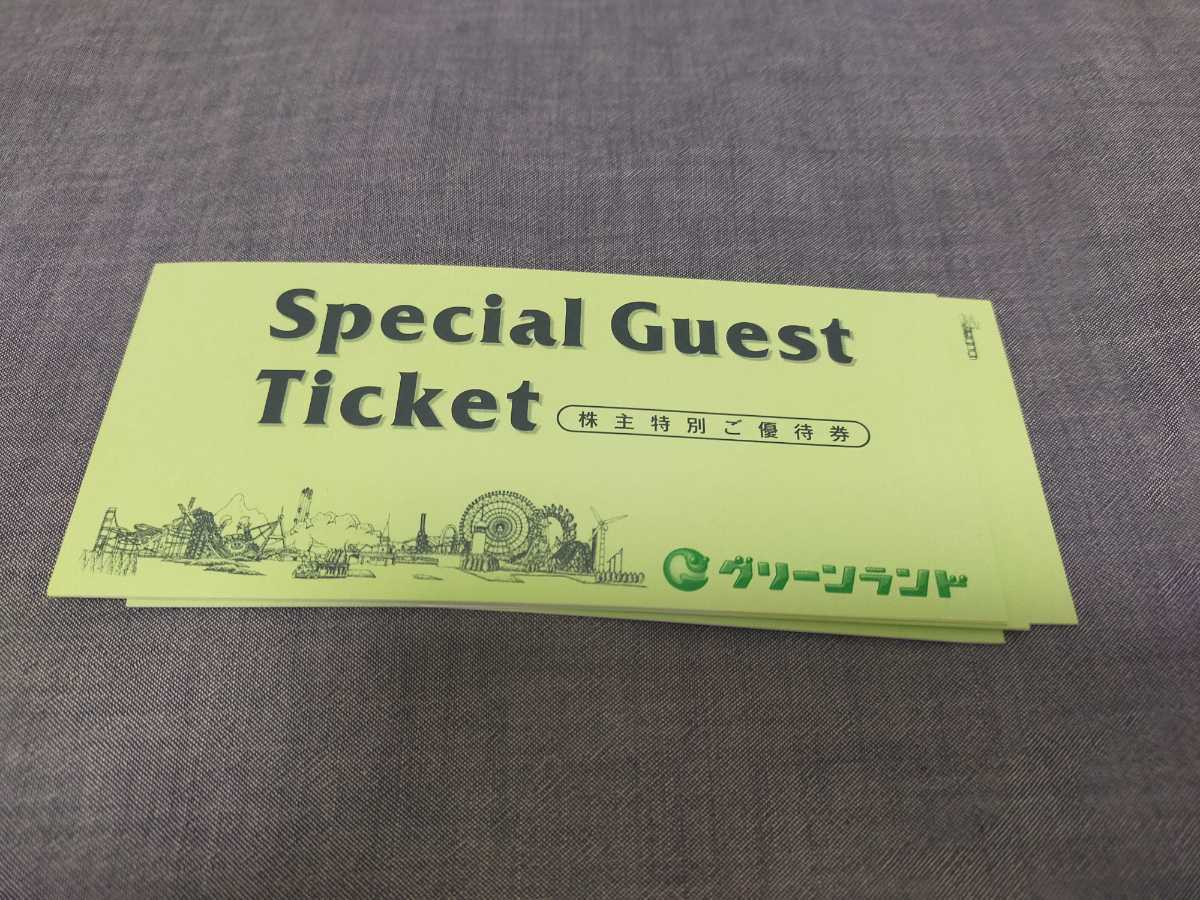 Special Guest
Ticket
株主特別ご優待券
グリーンランド